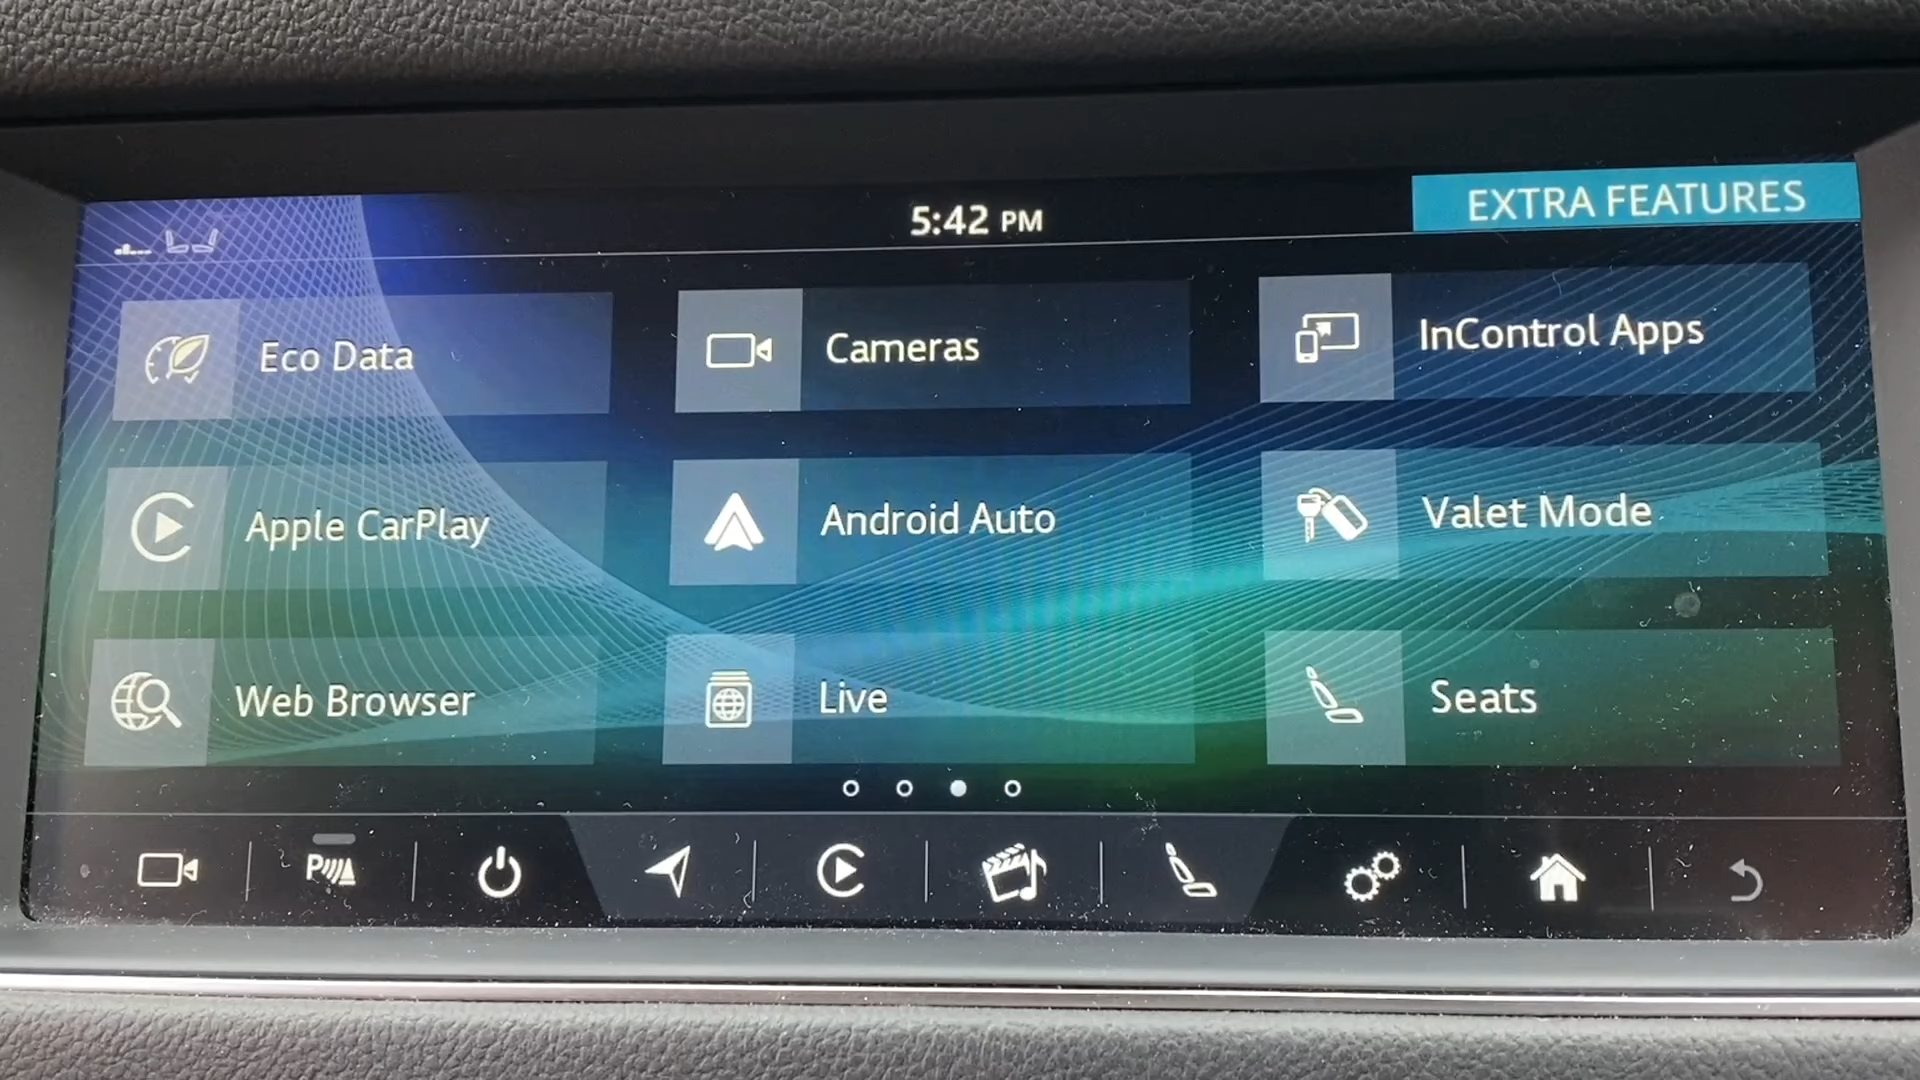 5:42 PM
EXTRA FEATURES
Eco Data
Cameras
InControl Apps
Apple CarPlay
Android Auto
Valet Mode
Web Browser
Live
Seats
P